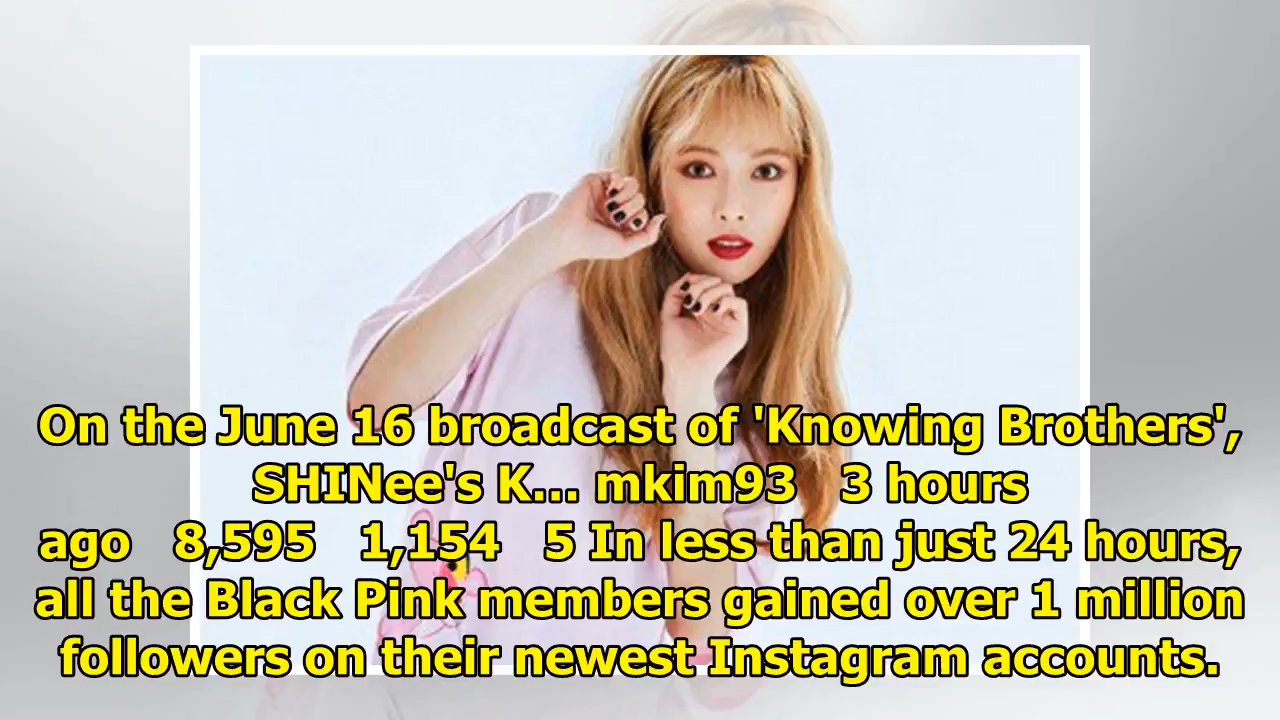 On the June 16 broadcast of 'Knowing Brothers',
SHINee's K... mkim93   3 hours
ago   8,595   1,154   5 In less than just 24 hours,
all the Black Pink members gained over 1 million
followers on their newest Instagram accounts.